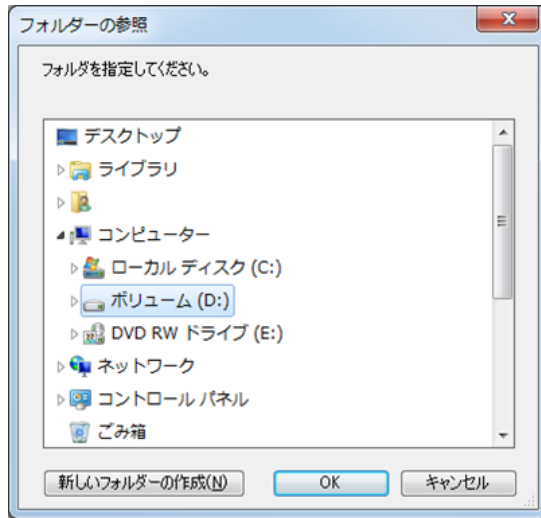 フォルダーの参照
フォルダを指定してください。
デスクトップ
ライブラリ
コンピューター
ローカル ディスク (C:)
ボリューム (D:)
DVD RW ドライブ (E:)
ネットワーク
コントロール パネル
ごみ箱
新しいフォルダーの作成(N) OK キャンセル